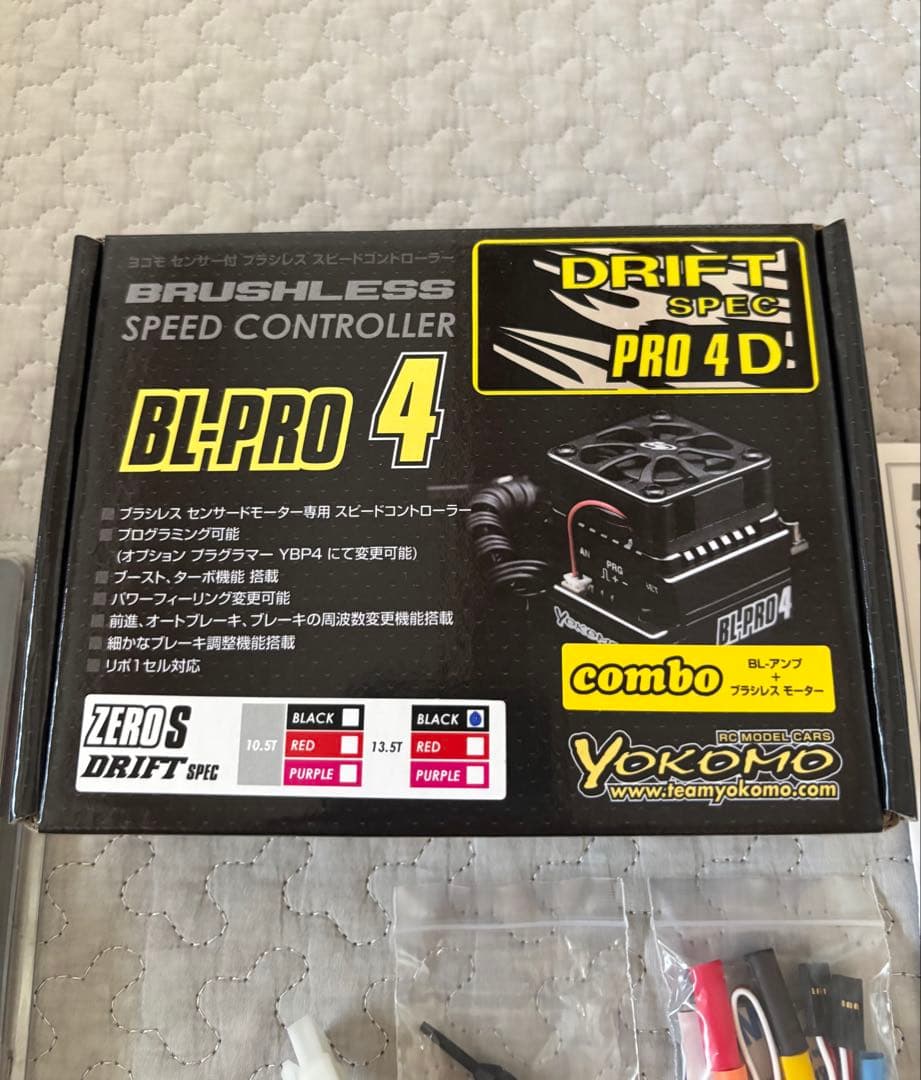 ヨコモ センサー付 ブラシレス スピードコントローラー
BRUSHLESS
SPEED CONTROLLER
BL-PRO 4
DRIFT
SPEC
PRO 4D
■ ブラシレス センサードモーター専用 スピードコントローラー
■ プログラミング可能
(オプション プラグラマー YBP4 にて変更可能)
■ ブースト、ターボ機能 搭載
■ パワーフィーリング変更可能
■ 前進、オートブレーキ、ブレーキの周波数変更機能搭載
■ 細かなブレーキ調整機能搭載
■ リポ1セル対応
PRG
YOKOMO
BL-PRO4
combo
BL-アンプ
+
ブラシレス モーター
ZERO S
DRIFT SPEC
10.5T
BLACK
RED
PURPLE
13.5T
BLACK
RED
PURPLE
RC MODEL CARS
YOKOMO
www.teamyokomo.com